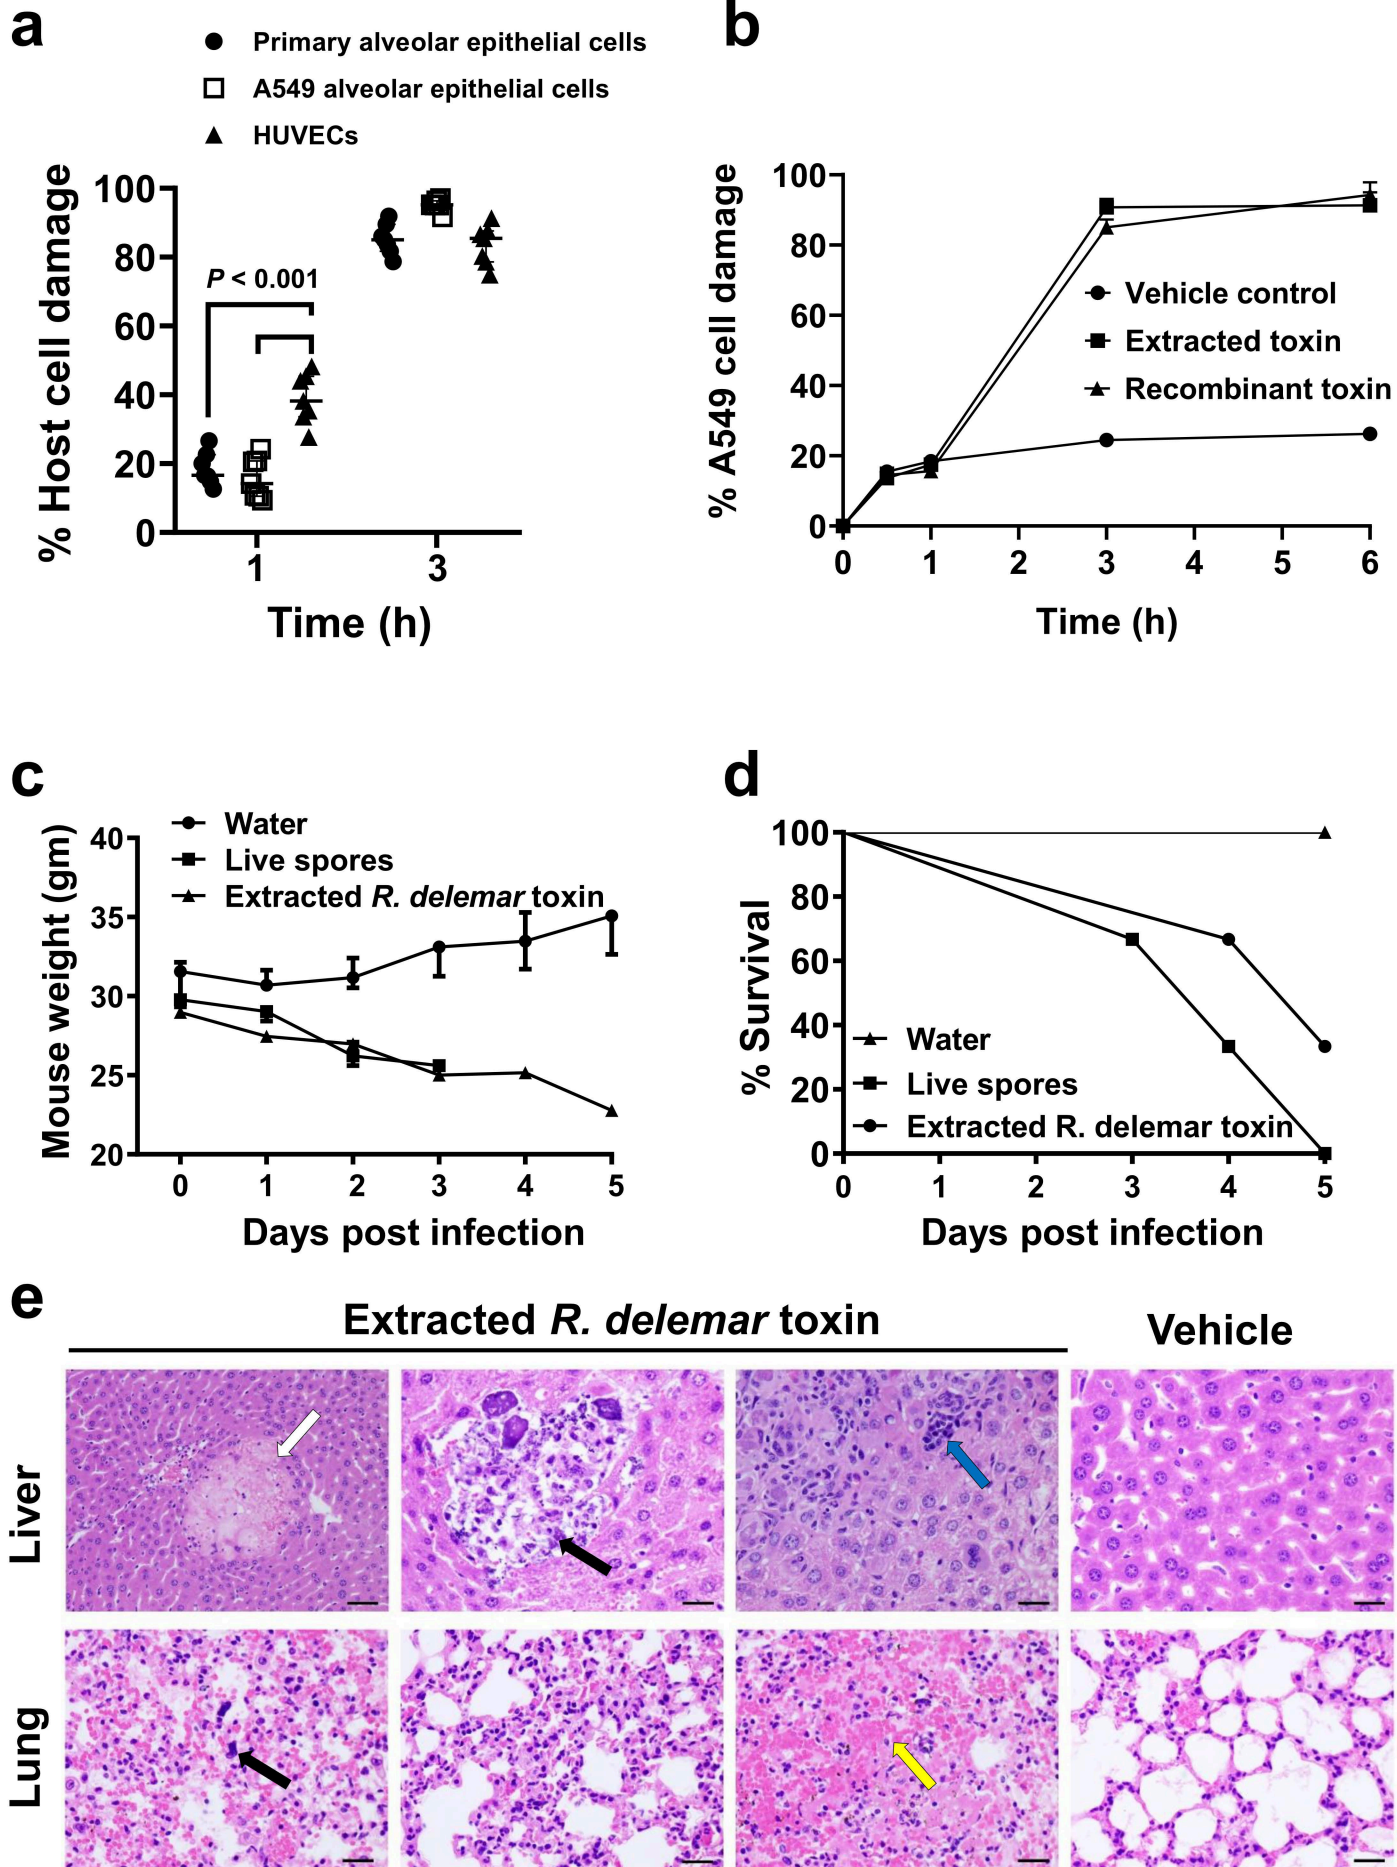 a
Primary alveolar epithelial cells
A549 alveolar epithelial cells
HUVECs
% Host cell damage
100
80
60
40
20
0
P < 0.001
1
3
Time (h)
b
% A549 cell damage
100
80
60
40
20
0
Vehicle control
Extracted toxin
Recombinant toxin
0 1 2 3 4 5 6
Time (h)
c
Water
Live spores
Extracted R. delemar toxin
Mouse weight (gm)
40
35
30
25
20
0 1 2 3 4 5
Days post infection
d
% Survival
100
80
60
40
20
0
Water
Live spores
Extracted R. delemar toxin
0 1 2 3 4 5
Days post infection
e
Extracted R. delemar toxin
Vehicle
Liver
Lung